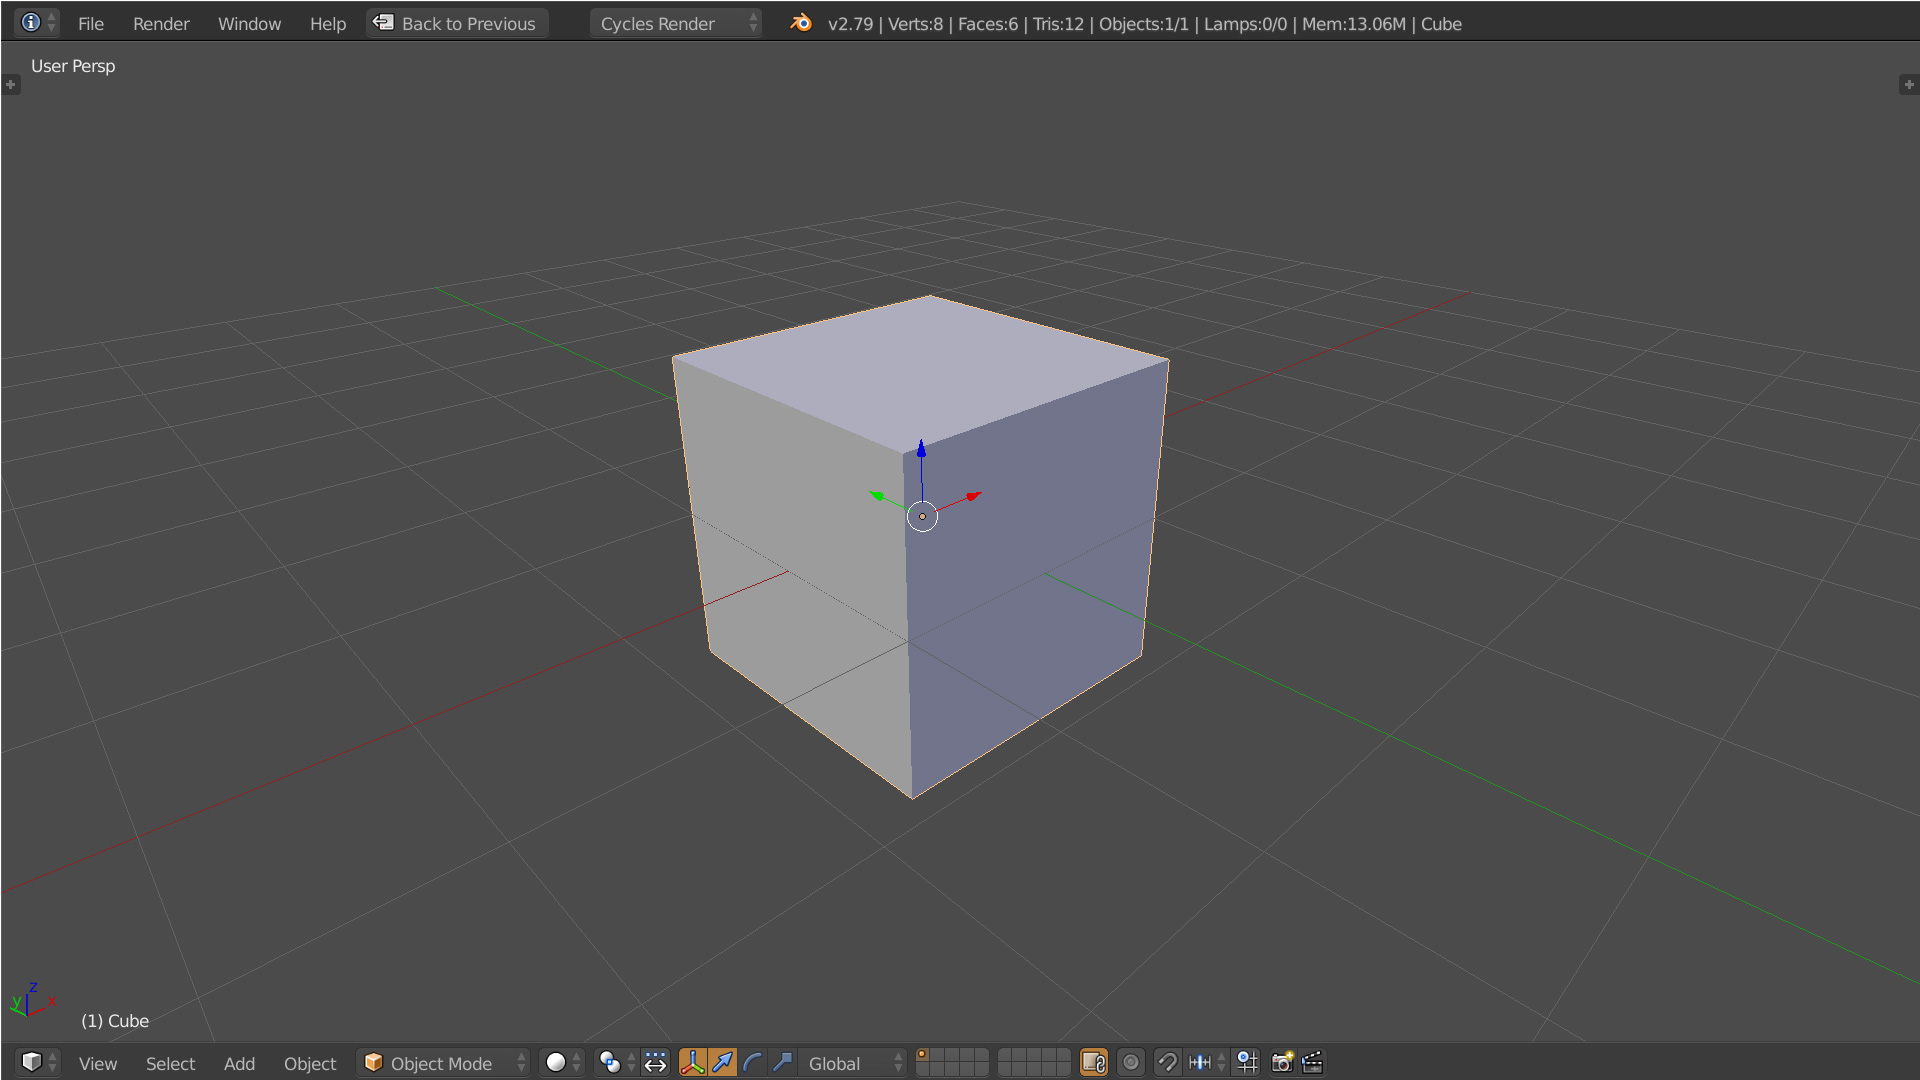 File Render Window Help Back to Previous Cycles Render v2.79 | Verts:8 | Faces:6 | Tris:12 | Objects:1/1 | Lamps:0/0 | Mem:13.06M | Cube
User Persp
z
y x
(1) Cube
View Select Add Object Object Mode Global